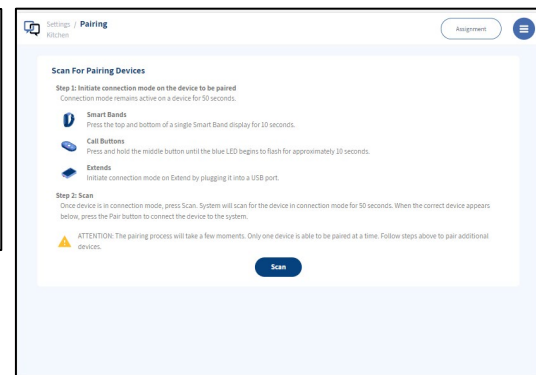 Settings / Pairing
Kitchen
Assignment
Scan For Pairing Devices
Step 1: Initiate connection mode on the device to be paired
Connection mode remains active on a device for 50 seconds.
Smart Bands
Press the top and bottom of a single Smart Band display for 10 seconds.
Call Buttons
Press and hold the middle button until the blue LED begins to flash for approximately 10 seconds.
Extends
Initiate connection mode on Extend by plugging it into a USB port.
Step 2: Scan
Once device is in connection mode, press Scan. System will scan for the device in connection mode for 50 seconds. When the correct device appears
below, press the Pair button to connect the device to the system.
ATTENTION: The pairing process will take a few moments. Only one device is able to be paired at a time. Follow steps above to pair additional
devices.
Scan